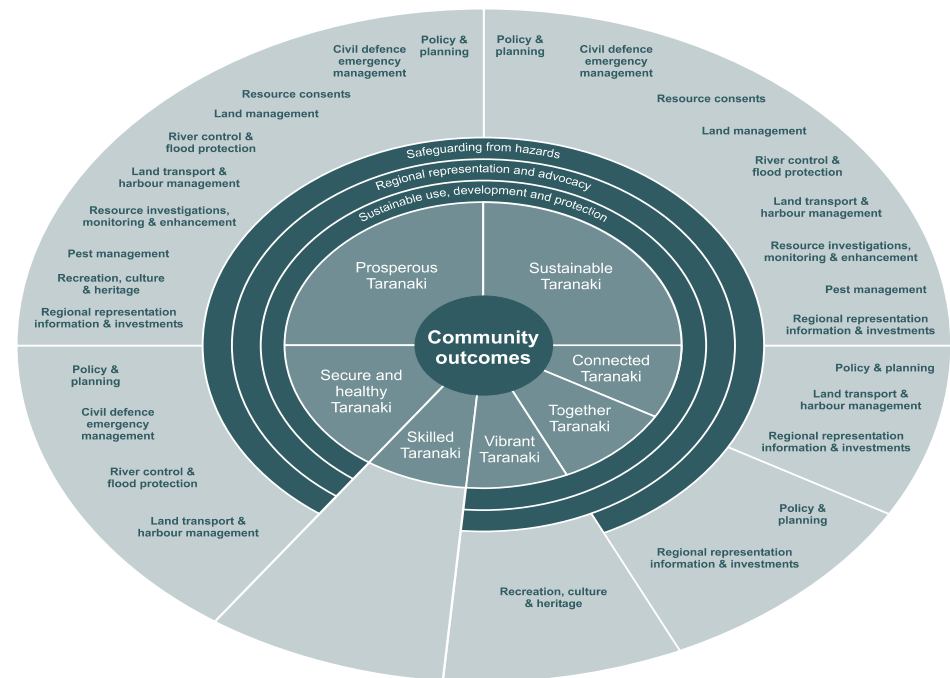 Policy &
planning
Civil defence
emergency
management
Resource consents
Land management
River control &
flood protection
Land transport &
harbour management
Resource investigations,
monitoring & enhancement
Pest management
Recreation, culture
& heritage
Regional representation
information & investments
Policy &
planning
Civil defence
emergency
management
Resource consents
Land management
River control &
flood protection
Land transport &
harbour management
Resource investigations,
monitoring & enhancement
Pest management
Regional representation
information & investments
Safeguarding from hazards
Regional representation and advocacy
Sustainable use, development and protection
Prosperous
Taranaki
Sustainable
Taranaki
Community
outcomes
Secure and
healthy
Taranaki
Skilled
Taranaki
Vibrant
Taranaki
Together
Taranaki
Connected
Taranaki
Policy &
planning
Civil defence
emergency
management
River control &
flood protection
Land transport &
harbour management
Policy & planning
Land transport &
harbour management
Regional representation
information & investments
Policy &
planning
Regional representation
information & investments
Recreation, culture
& heritage